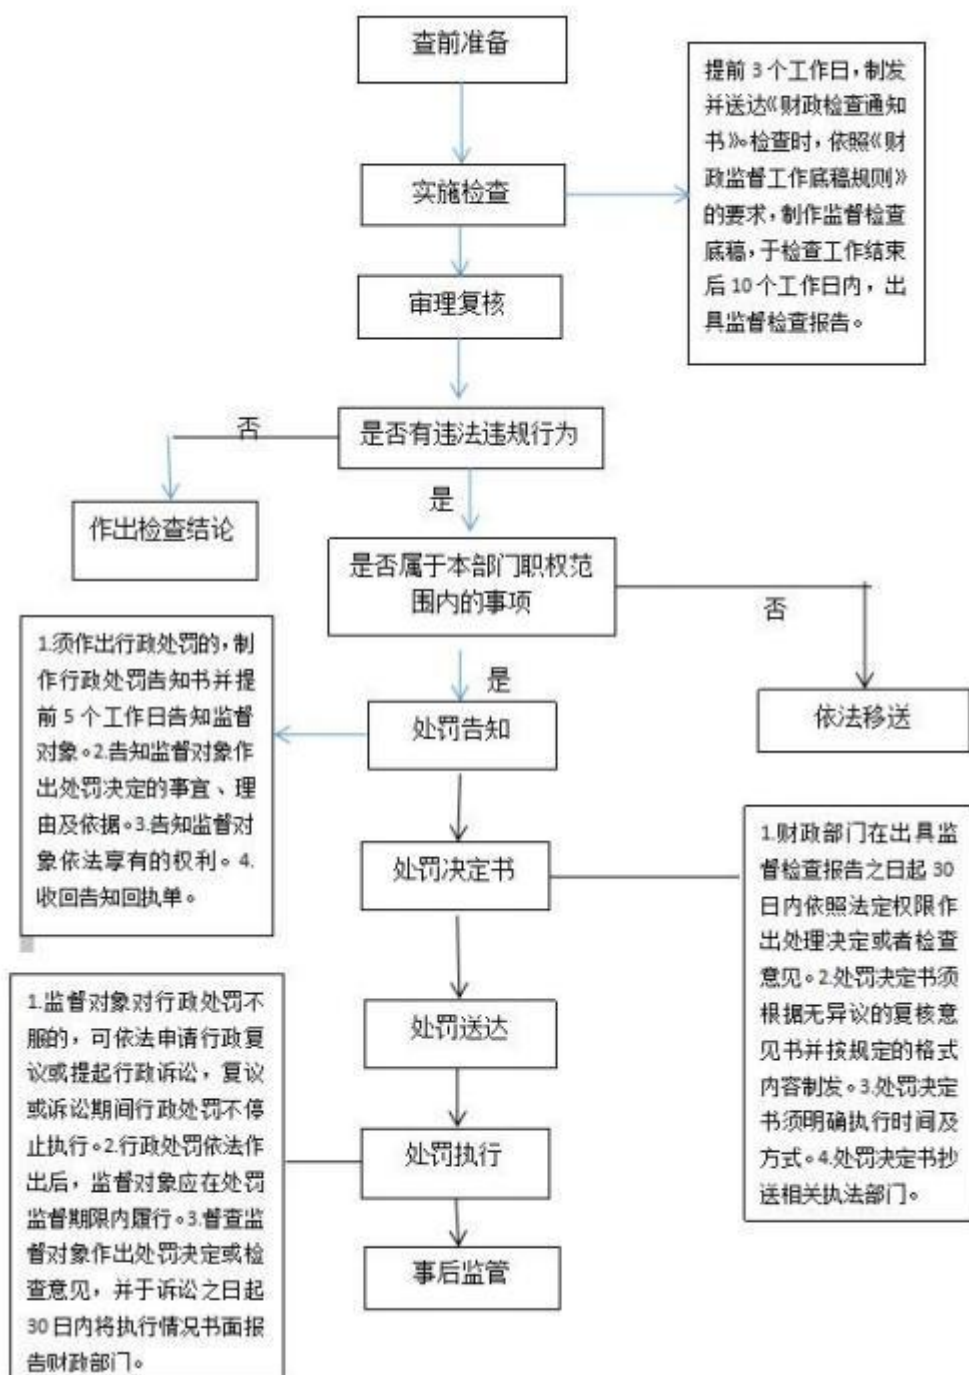 查前准备
提前 3 个工作日，制发
并送达《财政检查通知
书》。检查时，依照《财
政监督工作底稿规则》
的要求，制作监督检查
底稿，于检查工作结束
后 10 个工作日内，出
具监督检查报告。
实施检查
审理复核
是否有违法违规行为
否
是
作出检查结论
是否属于本部门职权范
围内的事项
否
是
依法移送
处罚告知
1.须作出行政处罚的，制
作行政处罚告知书并提
前 5 个工作日告知监督
对象。2.告知监督对象作
出处罚决定的事宜、理
由及依据。3.告知监督对
象依法享有的权利。4.
收回告知回执单。
处罚决定书
1.财政部门在出具监
督检查报告之日起 30
日内依照法定权限作
出处理决定或者检查
意见。2.处罚决定书须
根据无异议的复核意
见书并按规定的格式
内容制发。3.处罚决定
书须明确执行时间及
方式。4.处罚决定书抄
送相关执法部门。
处罚送达
处罚执行
1.监督对象对行政处罚不
服的，可依法申请行政复
议或提起行政诉讼，复议
或诉讼期间行政处罚不停
止执行。2.行政处罚依法作
出后，监督对象应在处罚
监督期限内履行。3.督查监
督对象作出处罚决定或检
查意见，并于诉讼之日起
30 日内将执行情况书面报
告财政部门。
事后监管